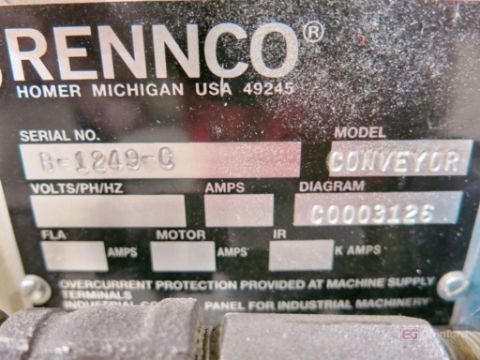 RENNCO®
HOMER MICHIGAN USA 49245
SERIAL NO. MODEL
B-1249-C CONVEYOR
VOLTS/PH/HZ AMPS DIAGRAM
C0003126
FLA MOTOR IR
AMPS AMPS K AMPS
OVERCURRENT PROTECTION PROVIDED AT MACHINE SUPPLY
TERMINALS
INDUSTRIAL PANEL FOR INDUSTRIAL MACHINERY